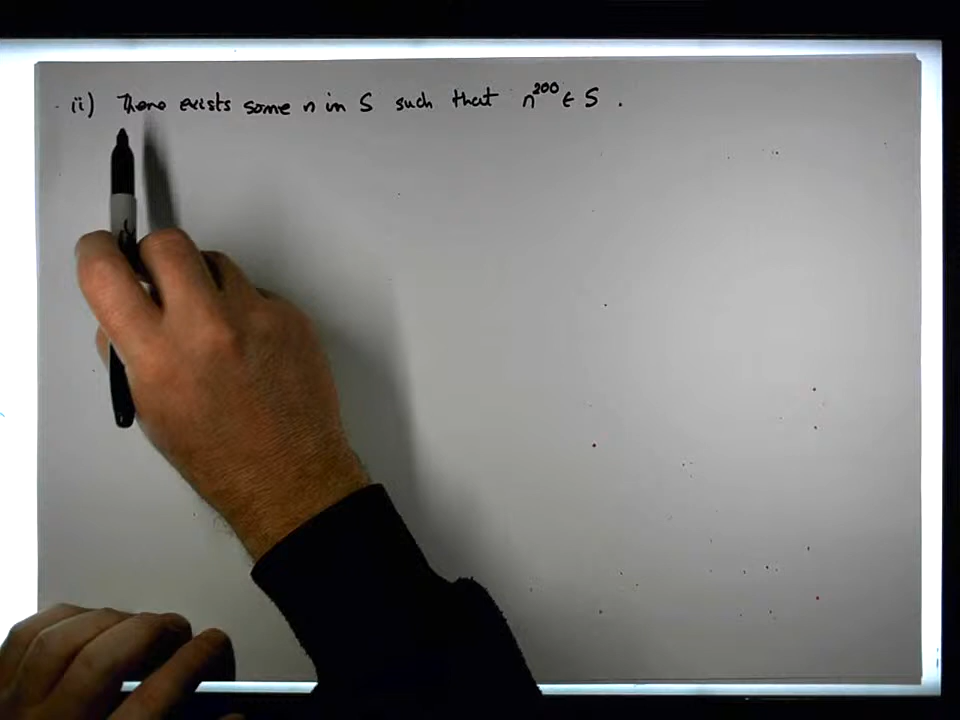 ii) There exists some n in S such that n²⁰⁰ ∈ S .